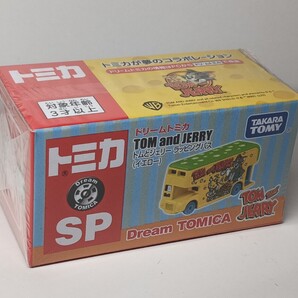 トミカ
対象年齢
3才以上
トミカが夢のコラボレーション
TOM and JERRY
TAKARA
TOMY
トミカ
Dream
TOMICA
SP
ドリームトミカ
TOM and JERRY
トムとジェリー ラッピングバス
(イエロー)
Dream TOMICA
TOM and
JERRY